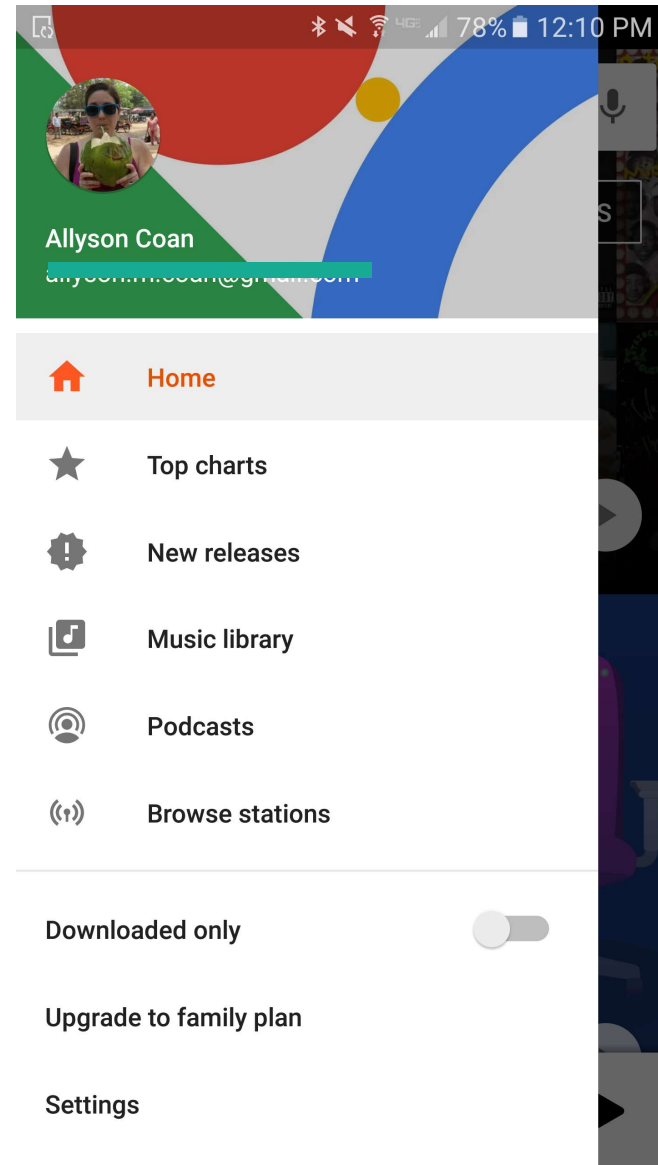 4GE 78% 12:10 PM
S
Allyson Coan
Home
Top charts
New releases
Music library
Podcasts
Browse stations
Downloaded only
Upgrade to family plan
Settings